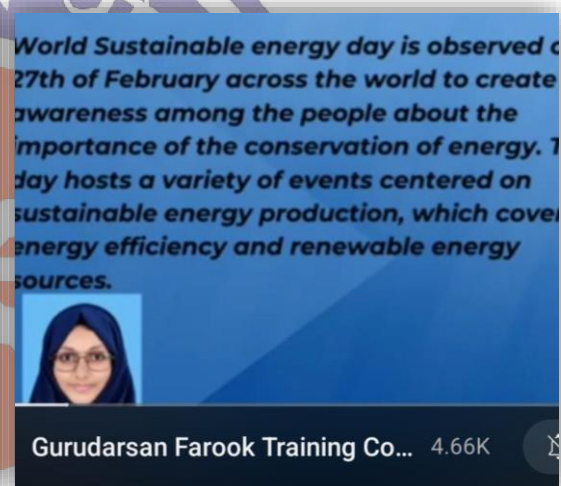 World Sustainable energy day is observed
27th of February across the world to create
awareness among the people about the
importance of the conservation of energy.
day hosts a variety of events centered on
sustainable energy production, which
energy efficiency and renewable energy
sources.
Gurudarsan Farook Training Co... 4.66K